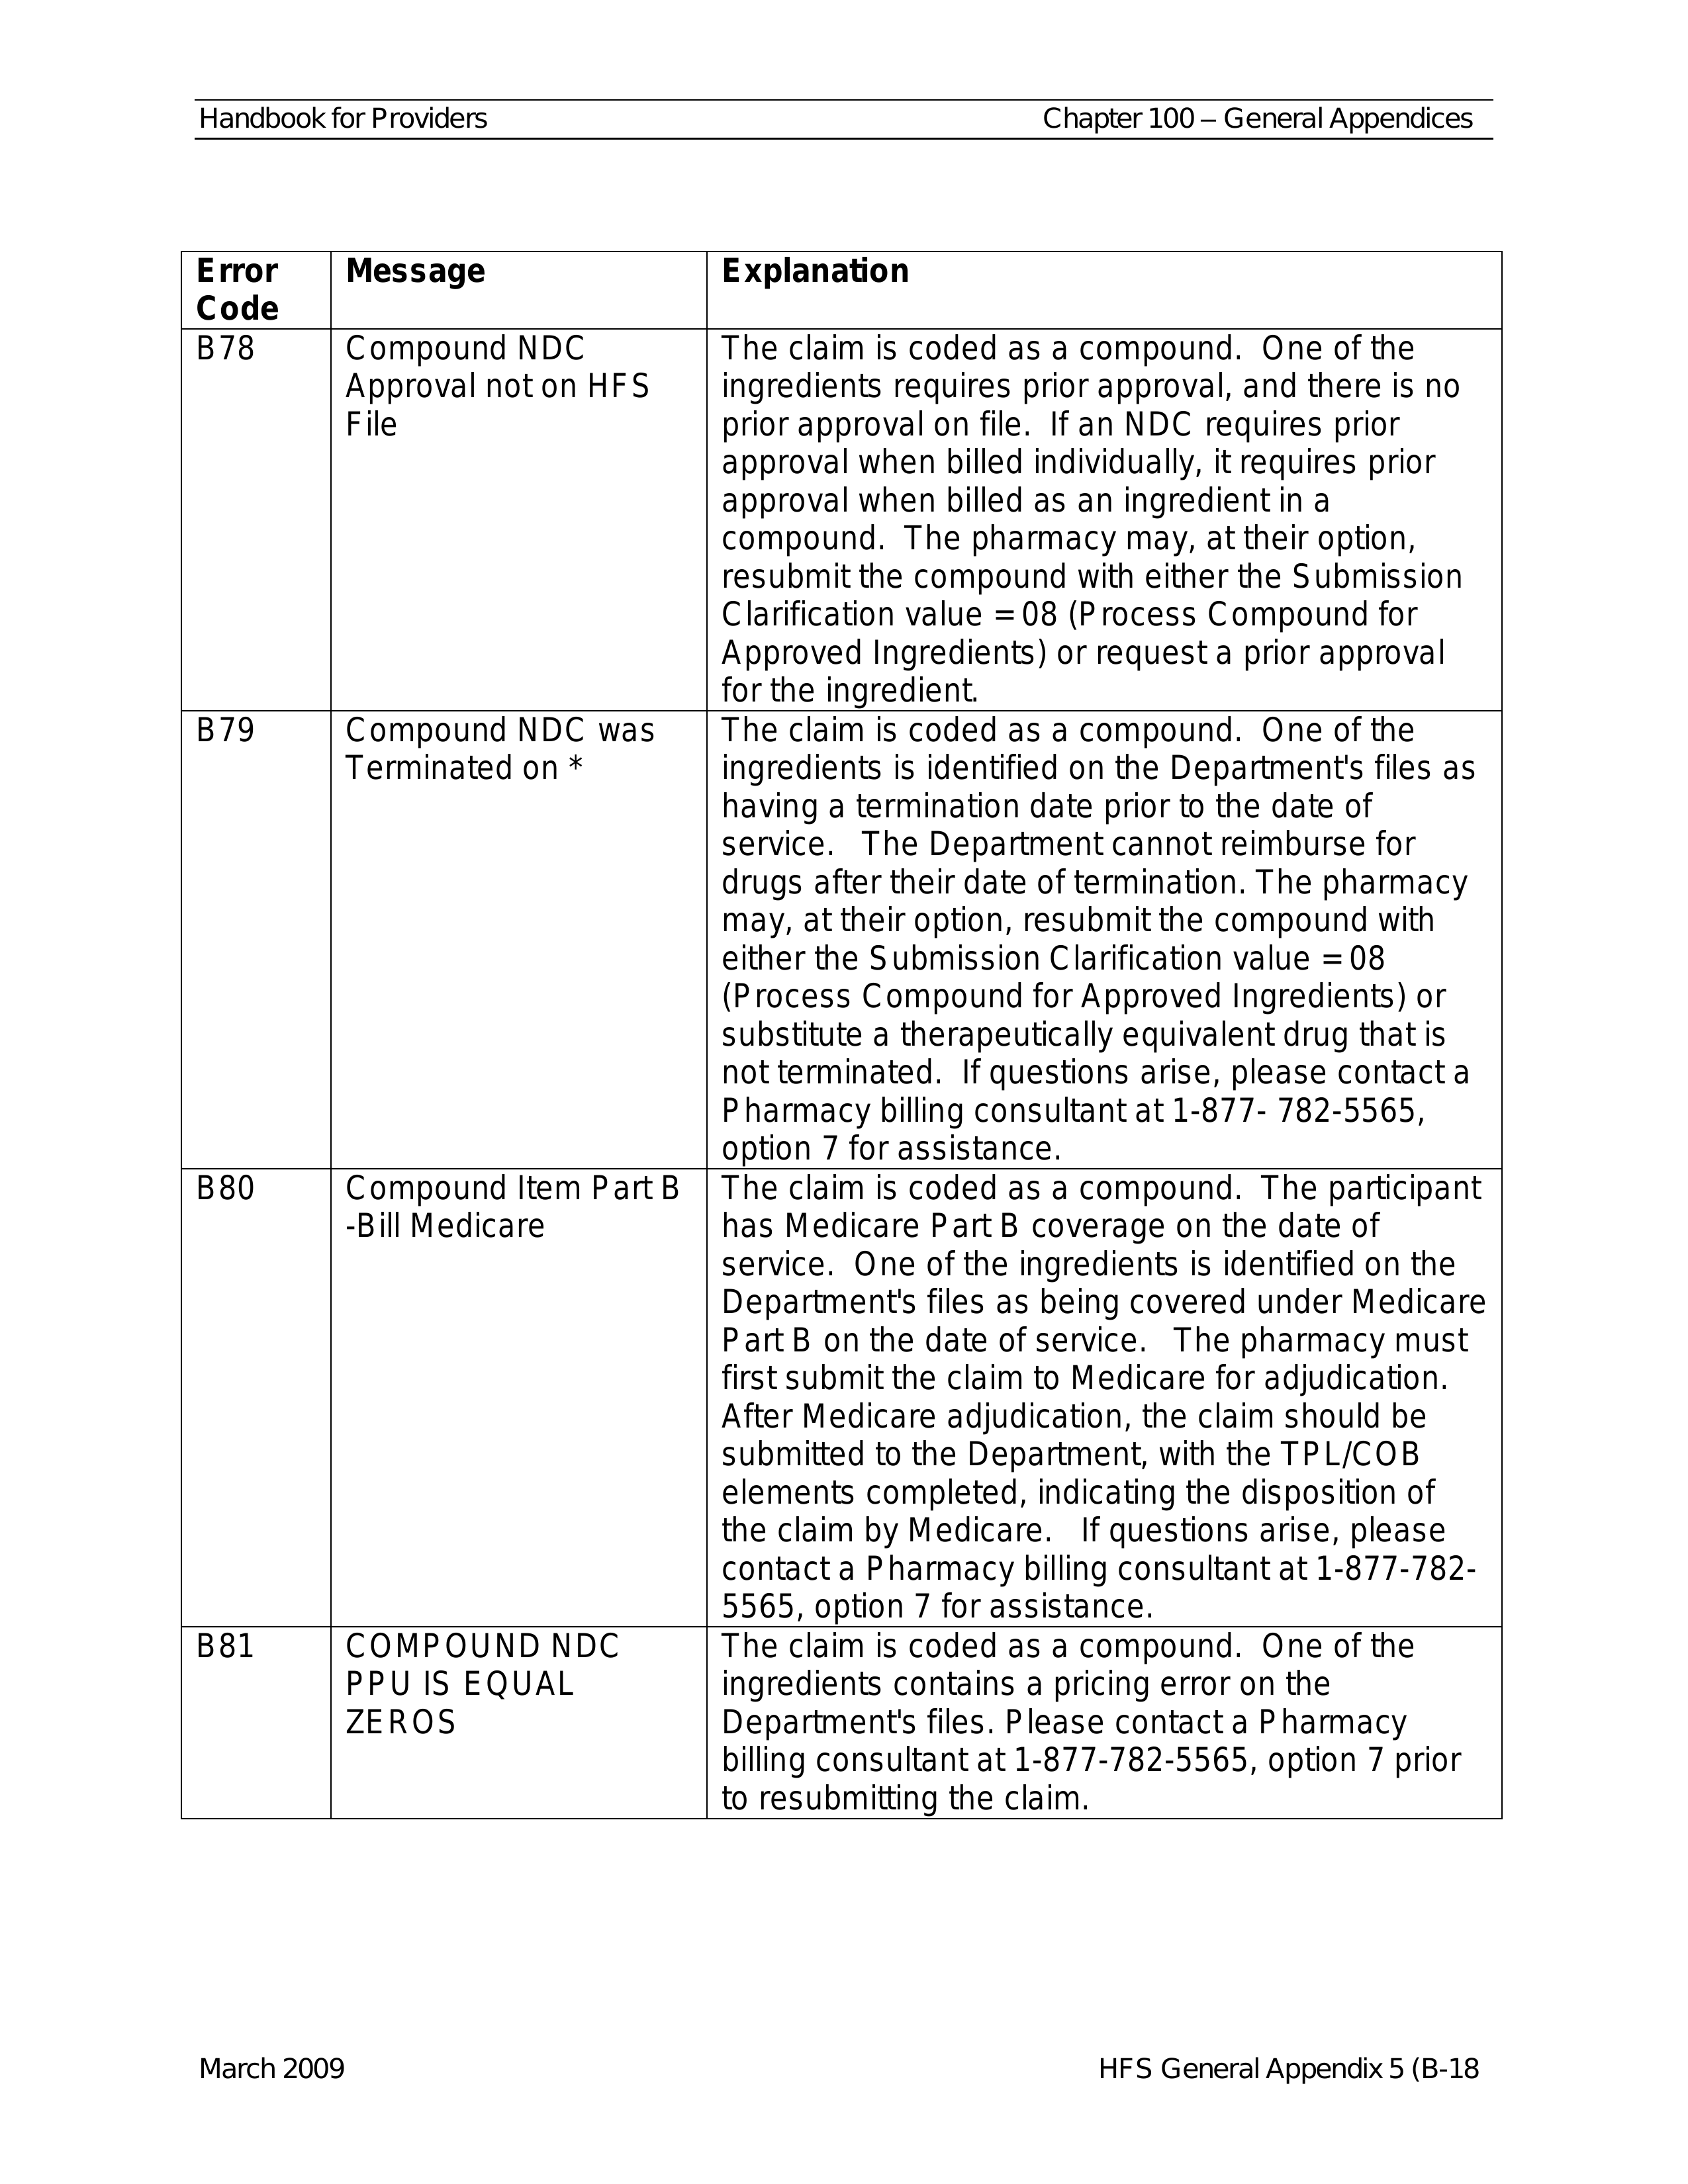 Handbook for Providers Chapter 100 – General Appendices
Error Code Message Explanation
B78 Compound NDC Approval not on HFS File
The claim is coded as a compound.  One of the
ingredients requires prior approval, and there is no
prior approval on file.  If an NDC requires prior
approval when billed individually, it requires prior
approval when billed as an ingredient in a
compound.  The pharmacy may, at their option,
resubmit the compound with either the Submission
Clarification value = 08 (Process Compound for
Approved Ingredients) or request a prior approval
for the ingredient.
B79 Compound NDC was Terminated on *
The claim is coded as a compound.  One of the
ingredients is identified on the Department's files as
having a termination date prior to the date of
service.   The Department cannot reimburse for
drugs after their date of termination. The pharmacy
may, at their option, resubmit the compound with
either the Submission Clarification value = 08
(Process Compound for Approved Ingredients) or
substitute a therapeutically equivalent drug that is
not terminated.  If questions arise, please contact a
Pharmacy billing consultant at 1-877- 782-5565,
option 7 for assistance.
B80 Compound Item Part B -Bill Medicare
The claim is coded as a compound.  The participant
has Medicare Part B coverage on the date of
service.  One of the ingredients is identified on the
Department's files as being covered under Medicare
Part B on the date of service.   The pharmacy must
first submit the claim to Medicare for adjudication.
After Medicare adjudication, the claim should be
submitted to the Department, with the TPL/COB
elements completed, indicating the disposition of
the claim by Medicare.   If questions arise, please
contact a Pharmacy billing consultant at 1-877-782-
5565, option 7 for assistance.
B81 COMPOUND NDC PPU IS EQUAL ZEROS
The claim is coded as a compound.  One of the
ingredients contains a pricing error on the
Department's files. Please contact a Pharmacy
billing consultant at 1-877-782-5565, option 7 prior
to resubmitting the claim.
March 2009 HFS General Appendix 5 (B-18